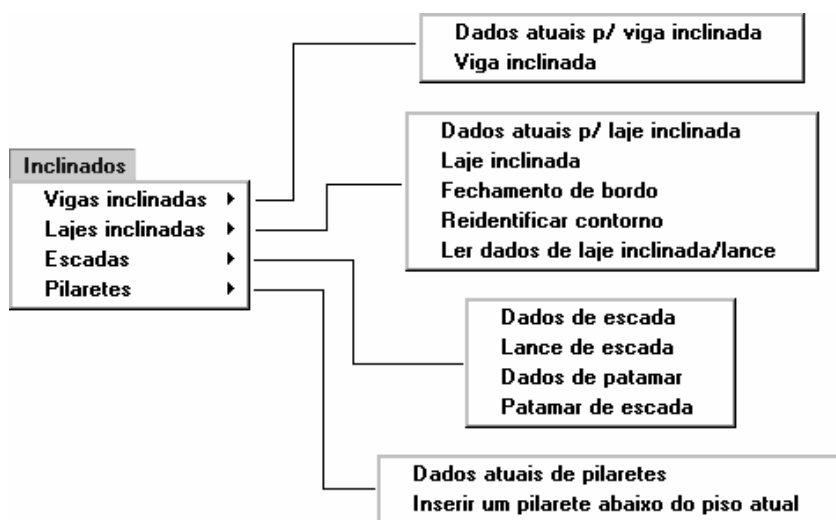 Inclinados
Vigas inclinadas
Lajes inclinadas
Escadas
Pilaretes
Dados atuais p/ viga inclinada
Viga inclinada
Dados atuais p/ laje inclinada
Laje inclinada
Fechamento de bordo
Reidentificar contorno
Ler dados de laje inclinada/lance
Dados de escada
Lance de escada
Dados de patamar
Patamar de escada
Dados atuais de pilaretes
Inserir um pilarete abaixo do piso atual